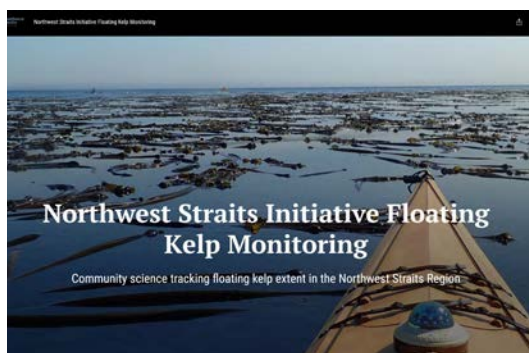 Northwest Straits Initiative Floating Kelp Monitoring
Northwest Straits Initiative Floating
Kelp Monitoring
Community science tracking floating kelp extent in the Northwest Straits Region